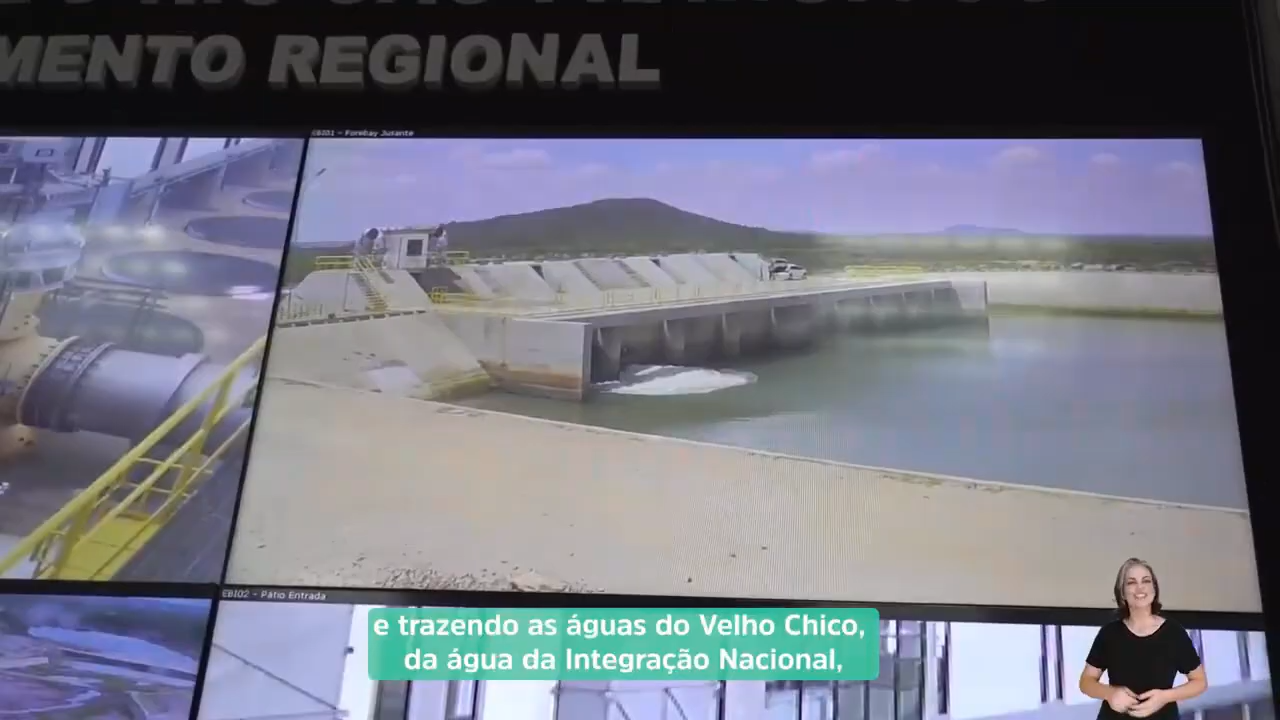 MENTO REGIONAL
EBI01 - Forebay Jusante
EBI02 - Pátio Entrada
e trazendo as águas do Velho Chico,
da água da Integração Nacional,